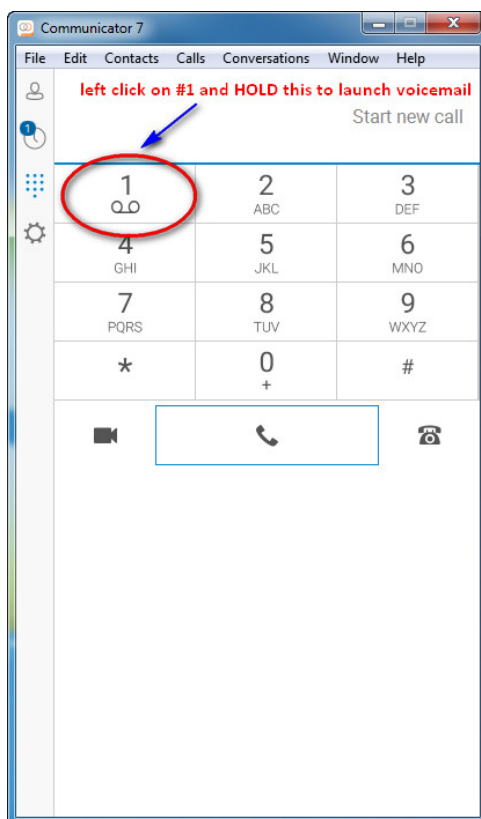 Communicator 7
File Edit Contacts Calls Conversations Window Help
left click on #1 and HOLD this to launch voicemail
Start new call
1
1 2 3
ABC DEF
4 5 6
GHI JKL MNO
7 8 9
PQRS TUV WXYZ
* 0 #
+